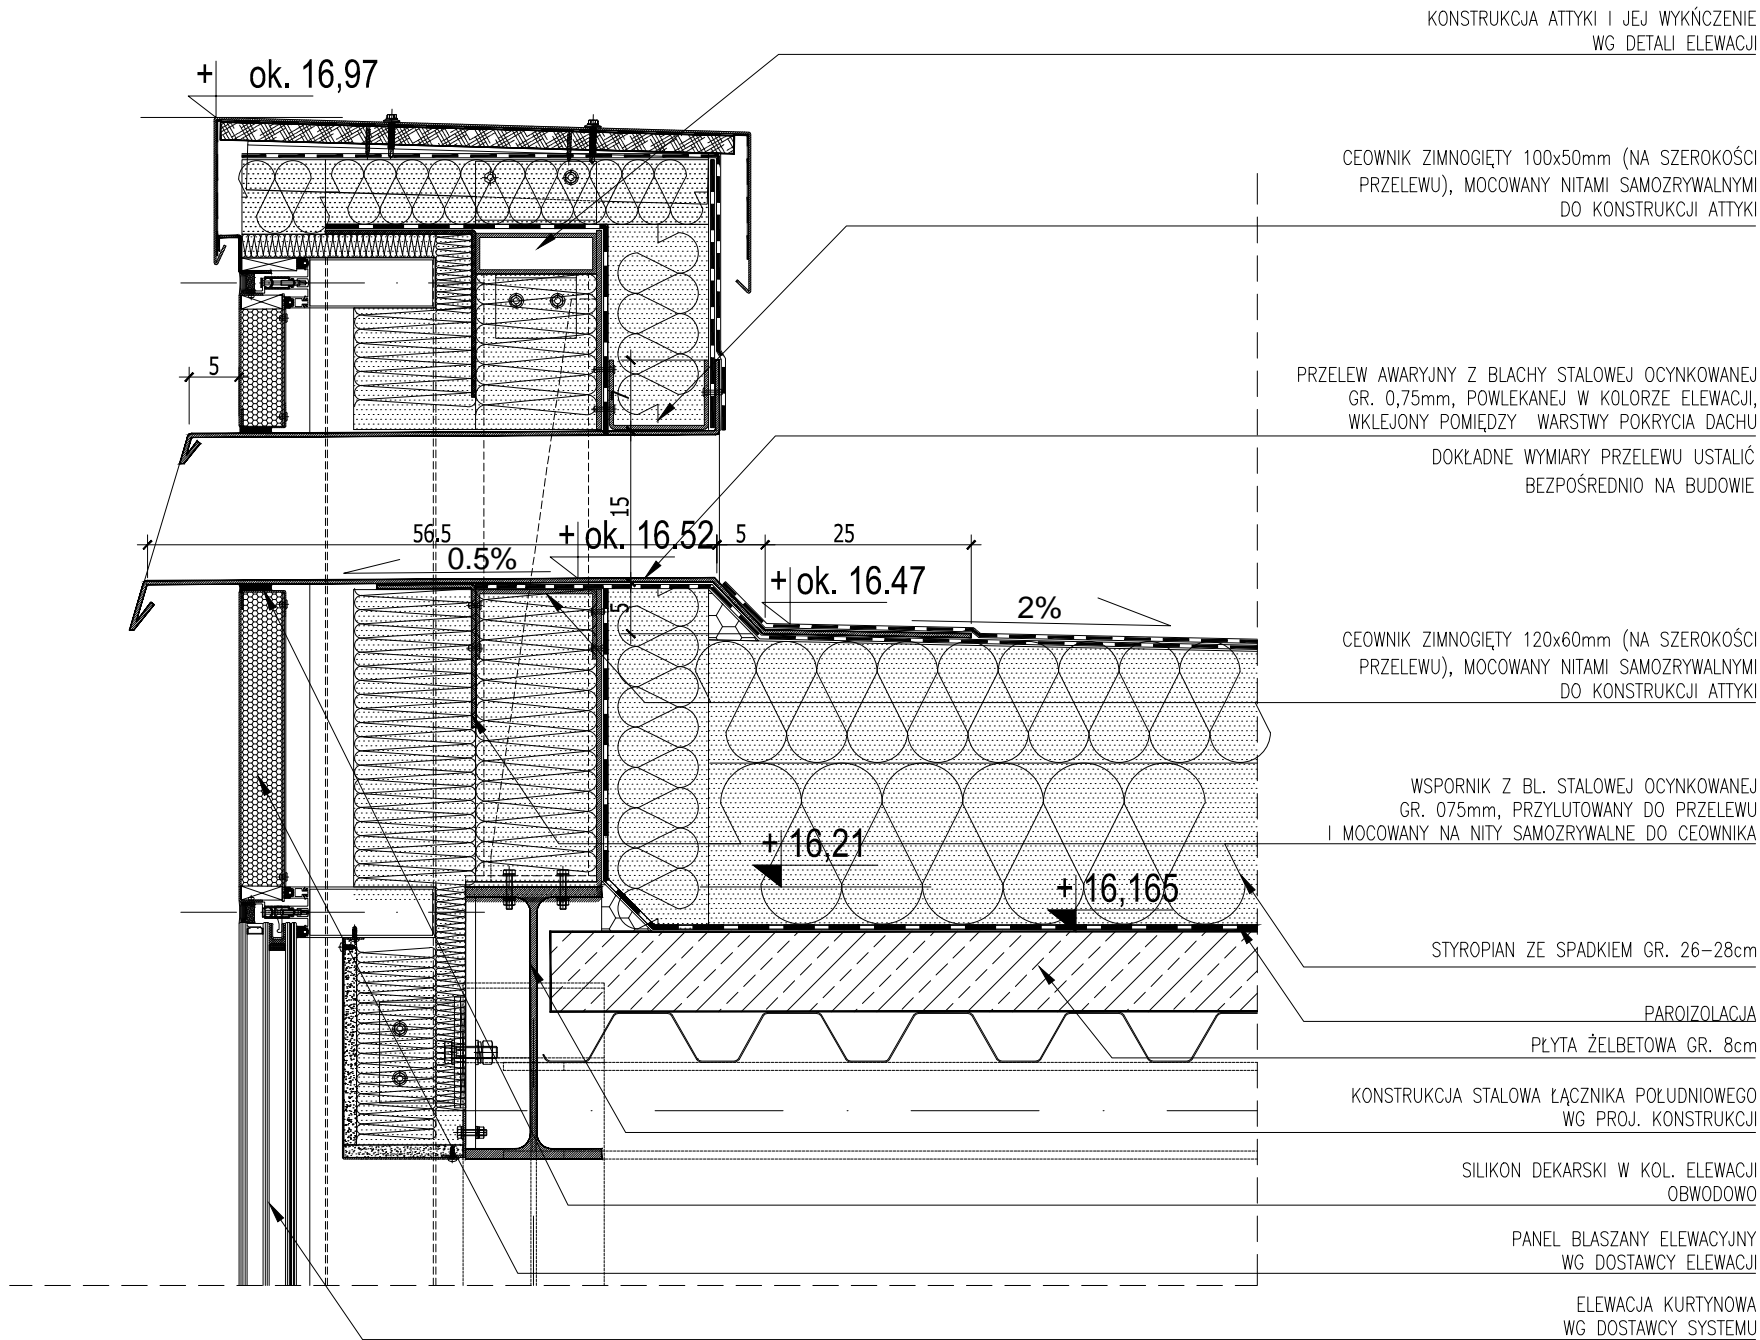 KONSTRUKCJA ATTYKI I JEJ WYKŃCZENIE
WG DETALI ELEWACJI
+ ok. 16,97
CEOWNIK ZIMNOGIĘTY 100x50mm (NA SZEROKOŚCI
PRZELEWU), MOCOWANY NITAMI SAMOZRYWALNYMI
DO KONSTRUKCJI ATTYKI
5
PRZELEW AWARYJNY Z BLACHY STALOWEJ OCYNKOWANEJ
GR. 0,75mm, POWLEKANEJ W KOLORZE ELEWACJI,
WKLEJONY POMIĘDZY WARSTWY POKRYCIA DACHU
DOKŁADNE WYMIARY PRZELEWU USTALIĆ
BEZPOŚREDNIO NA BUDOWIE
7
15
56.5
+ ok. 16.52
5
25
0.5%
+ ok. 16.47
5
2%
CEOWNIK ZIMNOGIĘTY 120x60mm (NA SZEROKOŚCI
PRZELEWU), MOCOWANY NITAMI SAMOZRYWALNYMI
DO KONSTRUKCJI ATTYKI
WSPORNIK Z BL. STALOWEJ OCYNKOWANEJ
GR. 075mm, PRZYLUTOWANY DO PRZELEWU
I MOCOWANY NA NITY SAMOZRYWALNE DO CEOWNIKA
+ 16,21
+ 16,165
STYROPIAN ZE SPADKIEM GR. 26-28cm
PAROIZOLACJA
PŁYTA ŻELBETOWA GR. 8cm
KONSTRUKCJA STALOWA ŁĄCZNIKA POŁUDNIOWEGO
WG PROJ. KONSTRUKCJI
SILIKON DEKARSKI W KOL. ELEWACJI
OBWODOWO
PANEL BLASZANY ELEWACYJNY
WG DOSTAWCY ELEWACJI
ELEWACJA KURTYNOWA
WG DOSTAWCY SYSTEMU